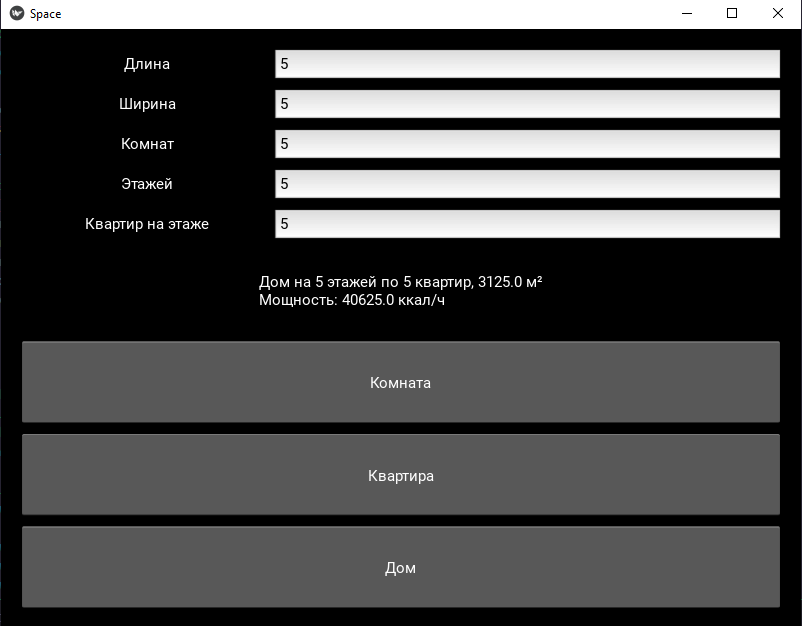 Space
Длина
5
Ширина
5
Комнат
5
Этажей
5
Квартир на этаже
5
Дом на 5 этажей по 5 квартир, 3125.0 м²
Мощность: 40625.0 ккал/ч
Комната
Квартира
Дом